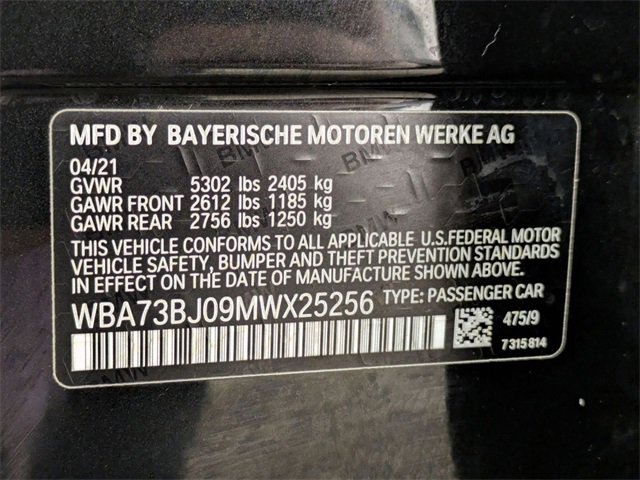 MFD BY BAYERISCHE MOTOREN WERKE AG
04/21
GVWR 5302 lbs 2405 kg
GAWR FRONT 2612 lbs 1185 kg
GAWR REAR 2756 lbs 1250 kg
THIS VEHICLE CONFORMS TO ALL APPLICABLE U.S.FEDERAL MOTOR
VEHICLE SAFETY, BUMPER AND THEFT PREVENTION STANDARDS
IN EFFECT ON THE DATE OF MANUFACTURE SHOWN ABOVE.
WBA73BJ09MWX25256 TYPE: PASSENGER CAR
475/9
7315814